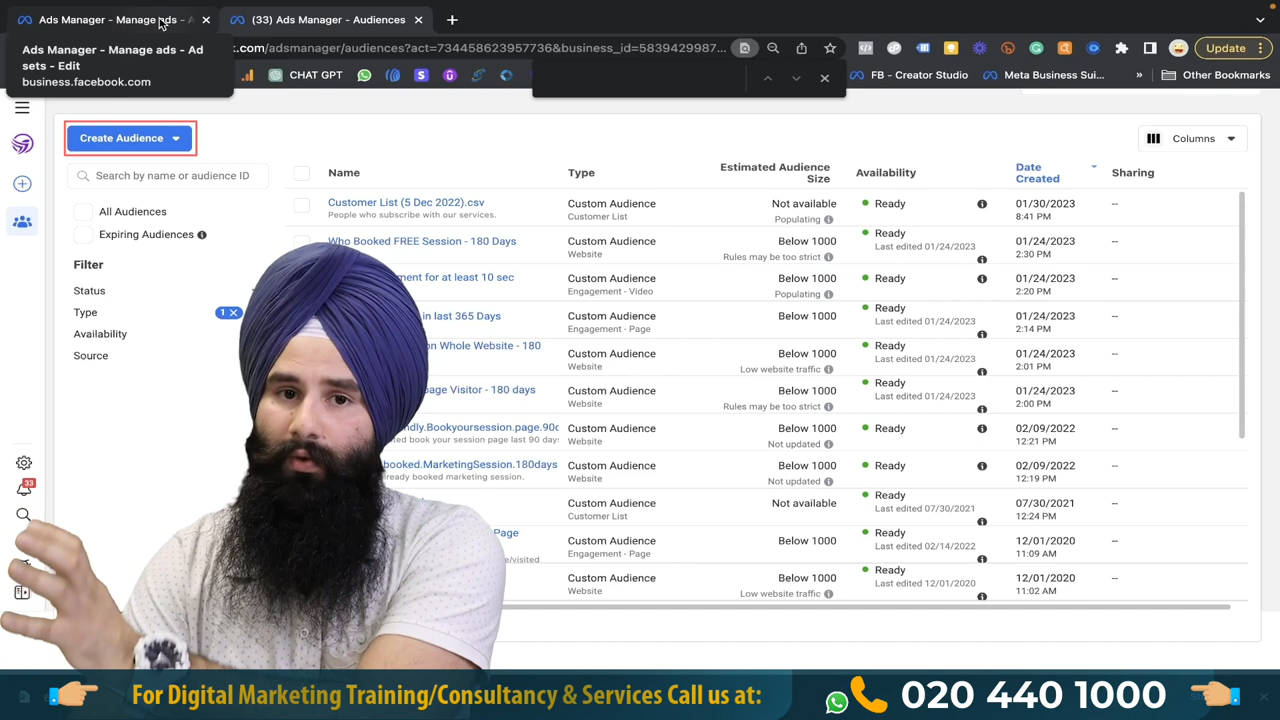 Ads Manager - Manage ads - A
(33) Ads Manager - Audiences
Ads Manager - Manage ads - Ad
sets - Edit
business.facebook.com
k.com/adsmanager/audiences?act=734458623957736&business_id=5839429987...
Update
CHAT GPT
FB - Creator Studio
Meta Business Sui...
»
Other Bookmarks
Create Audience
Columns
Search by name or audience ID
All Audiences
Expiring Audiences
Filter
Status
Type
1 ×
Availability
Source
33
Name Type Estimated Audience Size Availability Date Created Sharing
Customer List (5 Dec 2022).csv Custom Audience Not available Ready 01/30/2023 --
People who subscribe with our services. Customer List Populating 8:41 PM
Who Booked FREE Session - 180 Days Custom Audience Below 1000 Ready 01/24/2023 --
Website Rules may be too strict Last edited 01/24/2023 2:30 PM
ment for at least 10 sec Custom Audience Below 1000 Ready 01/24/2023 --
Engagement - Video Populating 2:20 PM
in last 365 Days Custom Audience Below 1000 Ready 01/24/2023 --
Engagement - Page Last edited 01/24/2023 2:14 PM
on Whole Website - 180 Custom Audience Below 1000 Ready 01/24/2023 --
Website Low website traffic Last edited 01/24/2023 2:01 PM
page Visitor - 180 days Custom Audience Below 1000 Ready 01/24/2023 --
Website Rules may be too strict Last edited 01/24/2023 2:00 PM
ndly.Bookyoursession.page.90d Custom Audience Below 1000 Ready 02/09/2022 --
ted book your session page last 90 days Website Not updated 12:21 PM
booked.MarketingSession.180days Custom Audience Below 1000 Ready 02/09/2022 --
lready booked marketing session. Website Not updated 12:19 PM
Custom Audience Not available Ready 07/30/2021 --
Customer List Last edited 07/30/2021 12:24 PM
Page Custom Audience Below 1000 Ready 12/01/2020 --
e/visited Engagement - Page Last edited 02/14/2022 11:09 AM
Custom Audience Below 1000 Ready 12/01/2020 --
Website Low website traffic Last edited 12/01/2020 11:02 AM
For Digital Marketing Training/Consultancy & Services Call us at:
020 440 1000